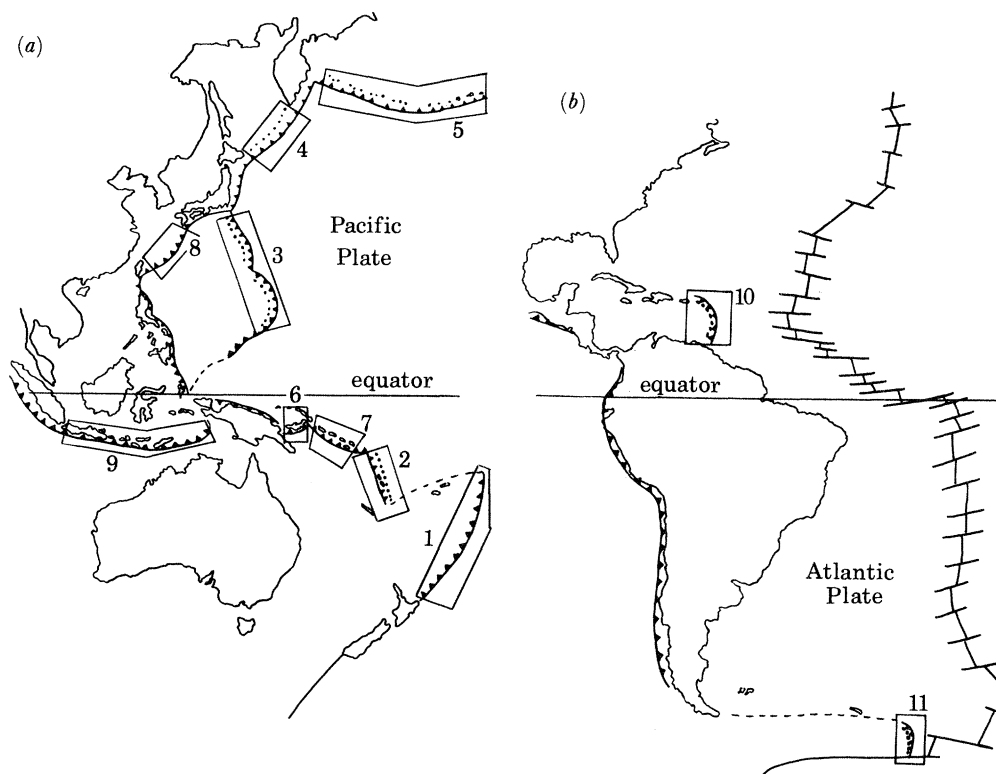 (a)
5
4
Pacific
Plate
3
8
equator
6
7
9
2
1
(b)
10
equator
Atlantic
Plate
11